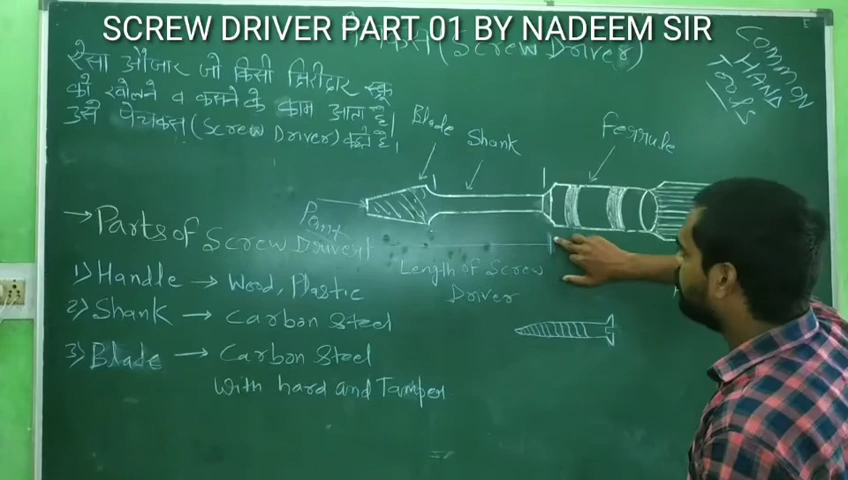 SCREW DRIVER PART 01 BY NADEEM SIR
(Screw Driver)
COMMON
HAND
ऐसा औजार जो किसी झिरीदार स्क्रू
को खोलने व कसने के काम आता है।
उसे पेचकस (Screw Driver) कहते है।
Blade
Shank
Ferrule
Point
→ Parts of Screw Driver
1) Handle → Wood, Plastic
2) Shank → Carbon Steel
3) Blade → Carbon Steel
With hard and Tamper
Length of Screw
Driver